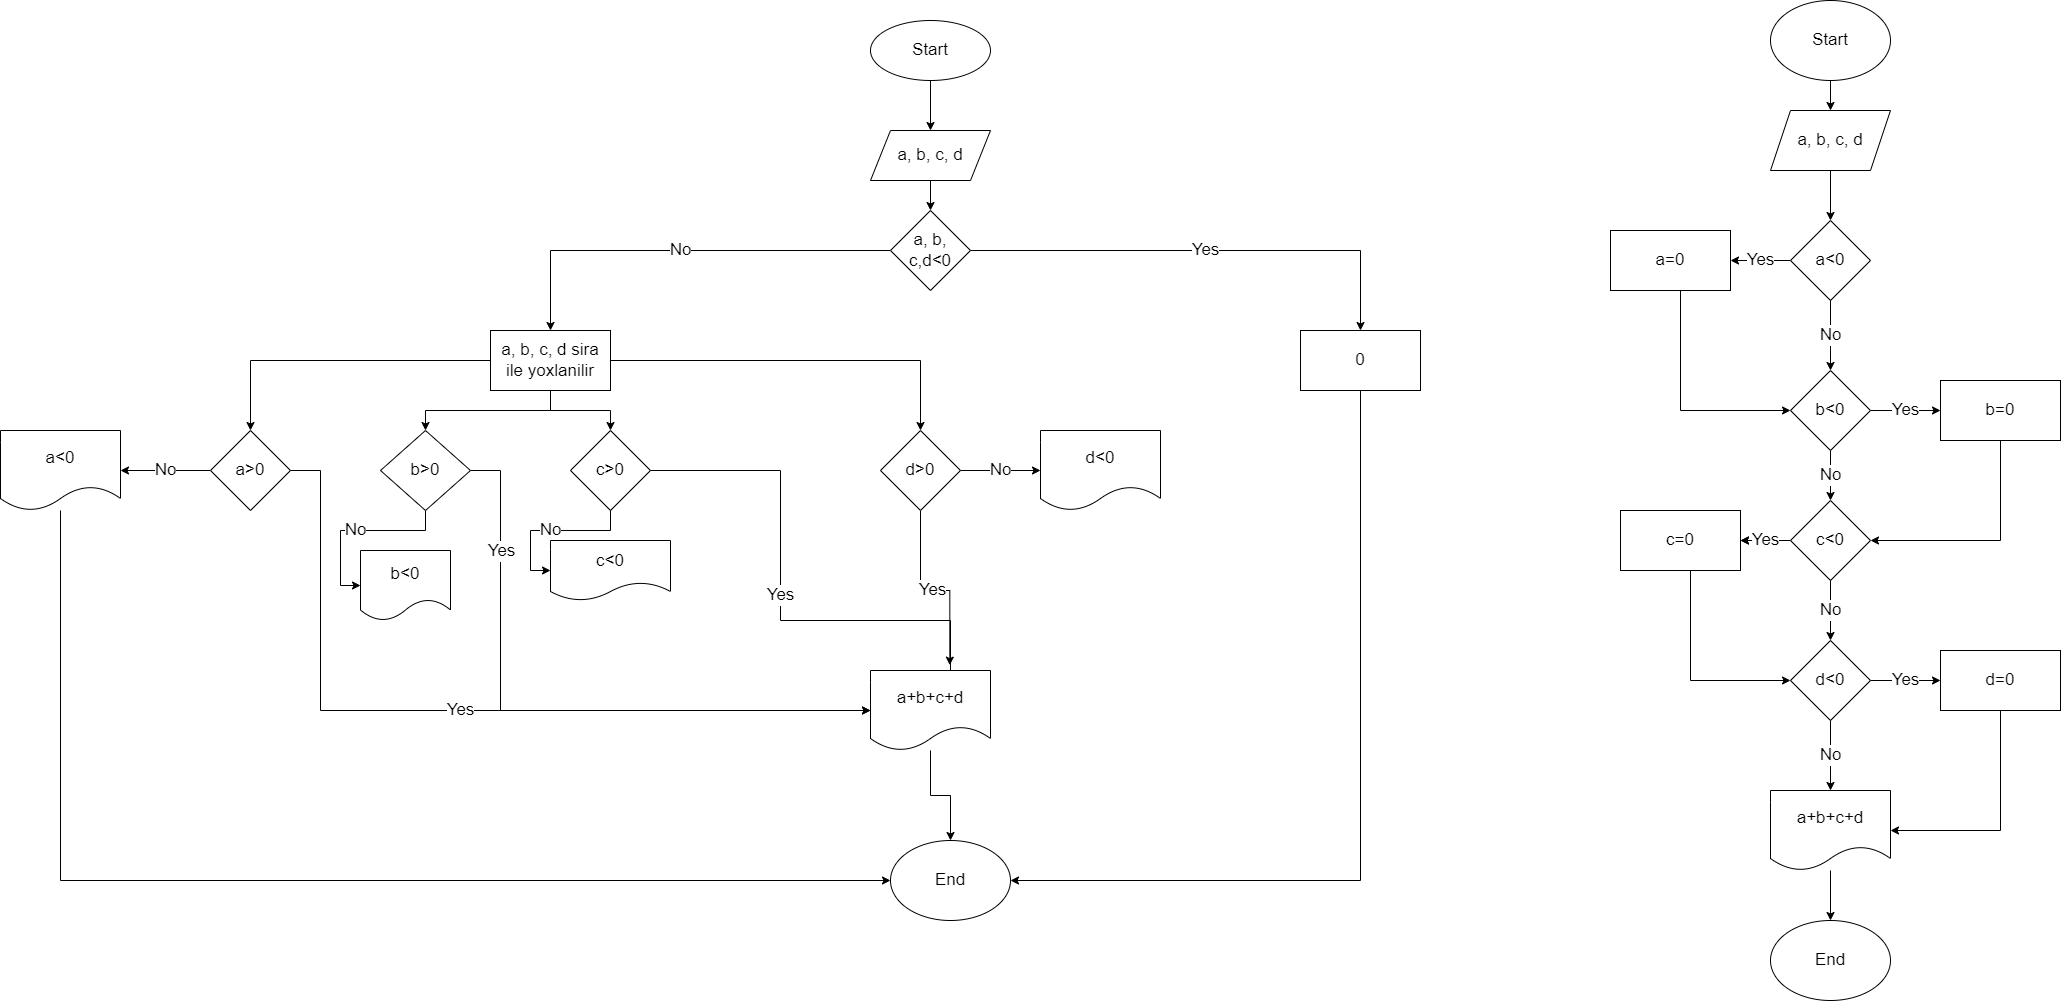 Start
a, b, c, d
a, b,
c,d<0
No
Yes
a, b, c, d sira
ile yoxlanilir
0
a<0
No
a>0
b>0
c>0
d>0
No
d<0
No
b<0
Yes
No
c<0
Yes
Yes
Yes
a+b+c+d
End
Start
a, b, c, d
a=0
Yes
a<0
No
b<0
Yes
b=0
No
c=0
Yes
c<0
No
d<0
Yes
d=0
No
a+b+c+d
End